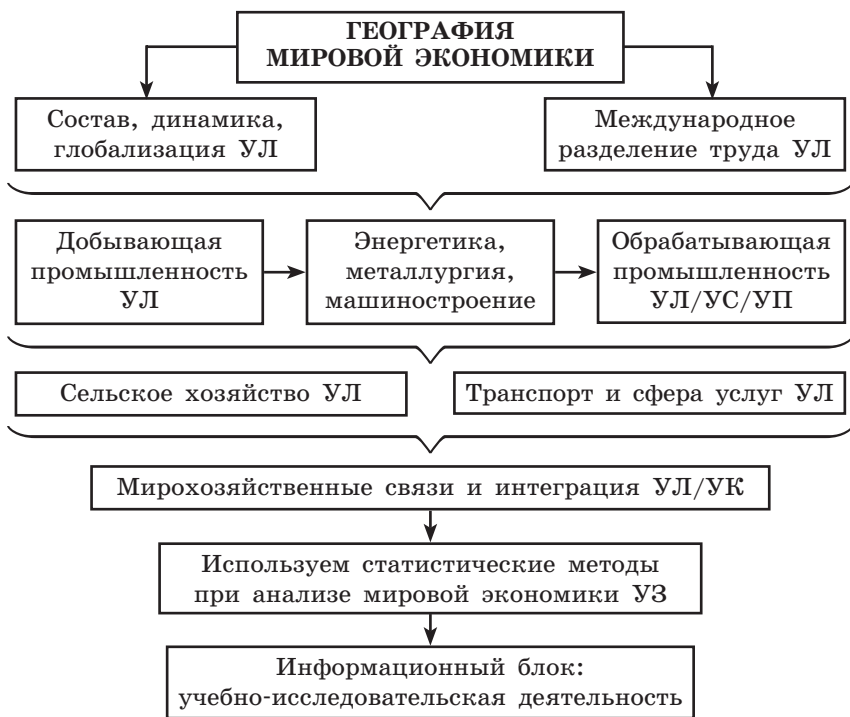 ГЕОГРАФИЯ
МИРОВОЙ ЭКОНОМИКИ
Состав, динамика,
глобализация УЛ
Международное
разделение труда УЛ
Добывающая
промышленность
УЛ
Энергетика,
металлургия,
машиностроение
Обрабатывающая
промышленность
УЛ/УС/УП
Сельское хозяйство УЛ
Транспорт и сфера услуг УЛ
Мирохозяйственные связи и интеграция УЛ/УК
Используем статистические методы
при анализе мировой экономики УЗ
Информационный блок:
учебно-исследовательская деятельность